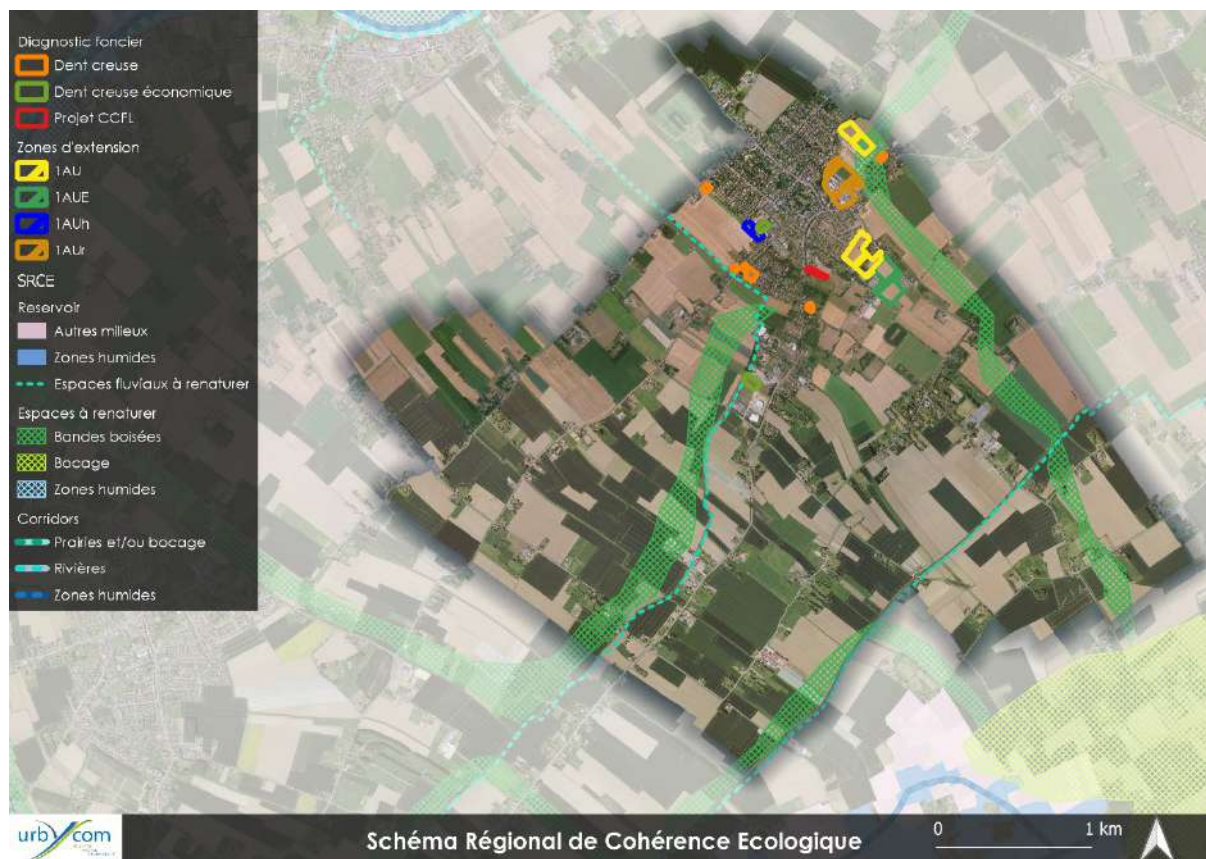 Diagnostic foncier
Dent creuse
Dent creuse économique
Projet CCFL
Zones d'extension
1AU
1AUE
1AUh
1AUr
SRCE
Reservoir
Autres milieux
Zones humides
Espaces fluviaux à renaturer
Espaces à renaturer
Bandes boisées
Bocage
Zones humides
Corridors
Prairies et/ou bocage
Rivières
Zones humides
urbycom
Schéma Régional de Cohérence Ecologique
0 1 km